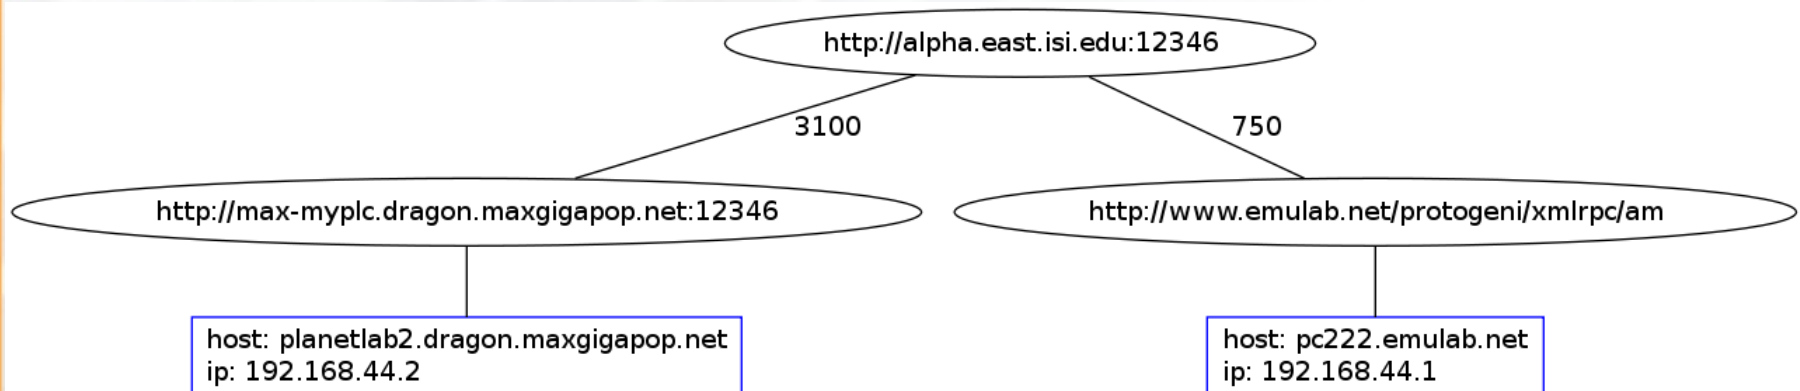 http://alpha.east.isi.edu:12346
3100
750
http://max-myplc.dragon.maxgigapop.net:12346
http://www.emulab.net/protogeni/xmlrpc/am
host: planetlab2.dragon.maxgigapop.net
ip: 192.168.44.2
host: pc222.emulab.net
ip: 192.168.44.1